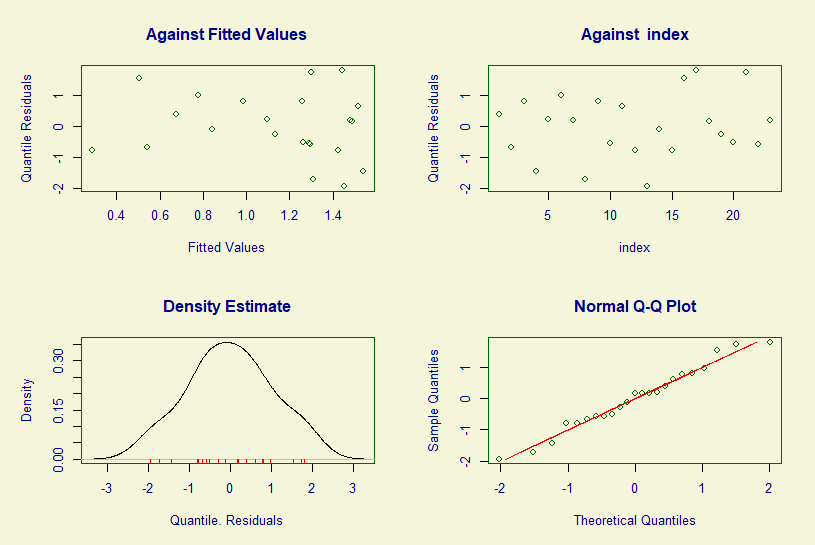 Against Fitted Values
Quantile Residuals
1
0
-1
-2
0.4 0.6 0.8 1.0 1.2 1.4
Fitted Values
Against index
Quantile Residuals
1
0
-1
-2
5 10 15 20
index
Density Estimate
Density
0.30
0.15
0.00
-3 -2 -1 0 1 2 3
Quantile. Residuals
Normal Q-Q Plot
Sample Quantiles
1
0
-1
-2
-2 -1 0 1 2
Theoretical Quantiles